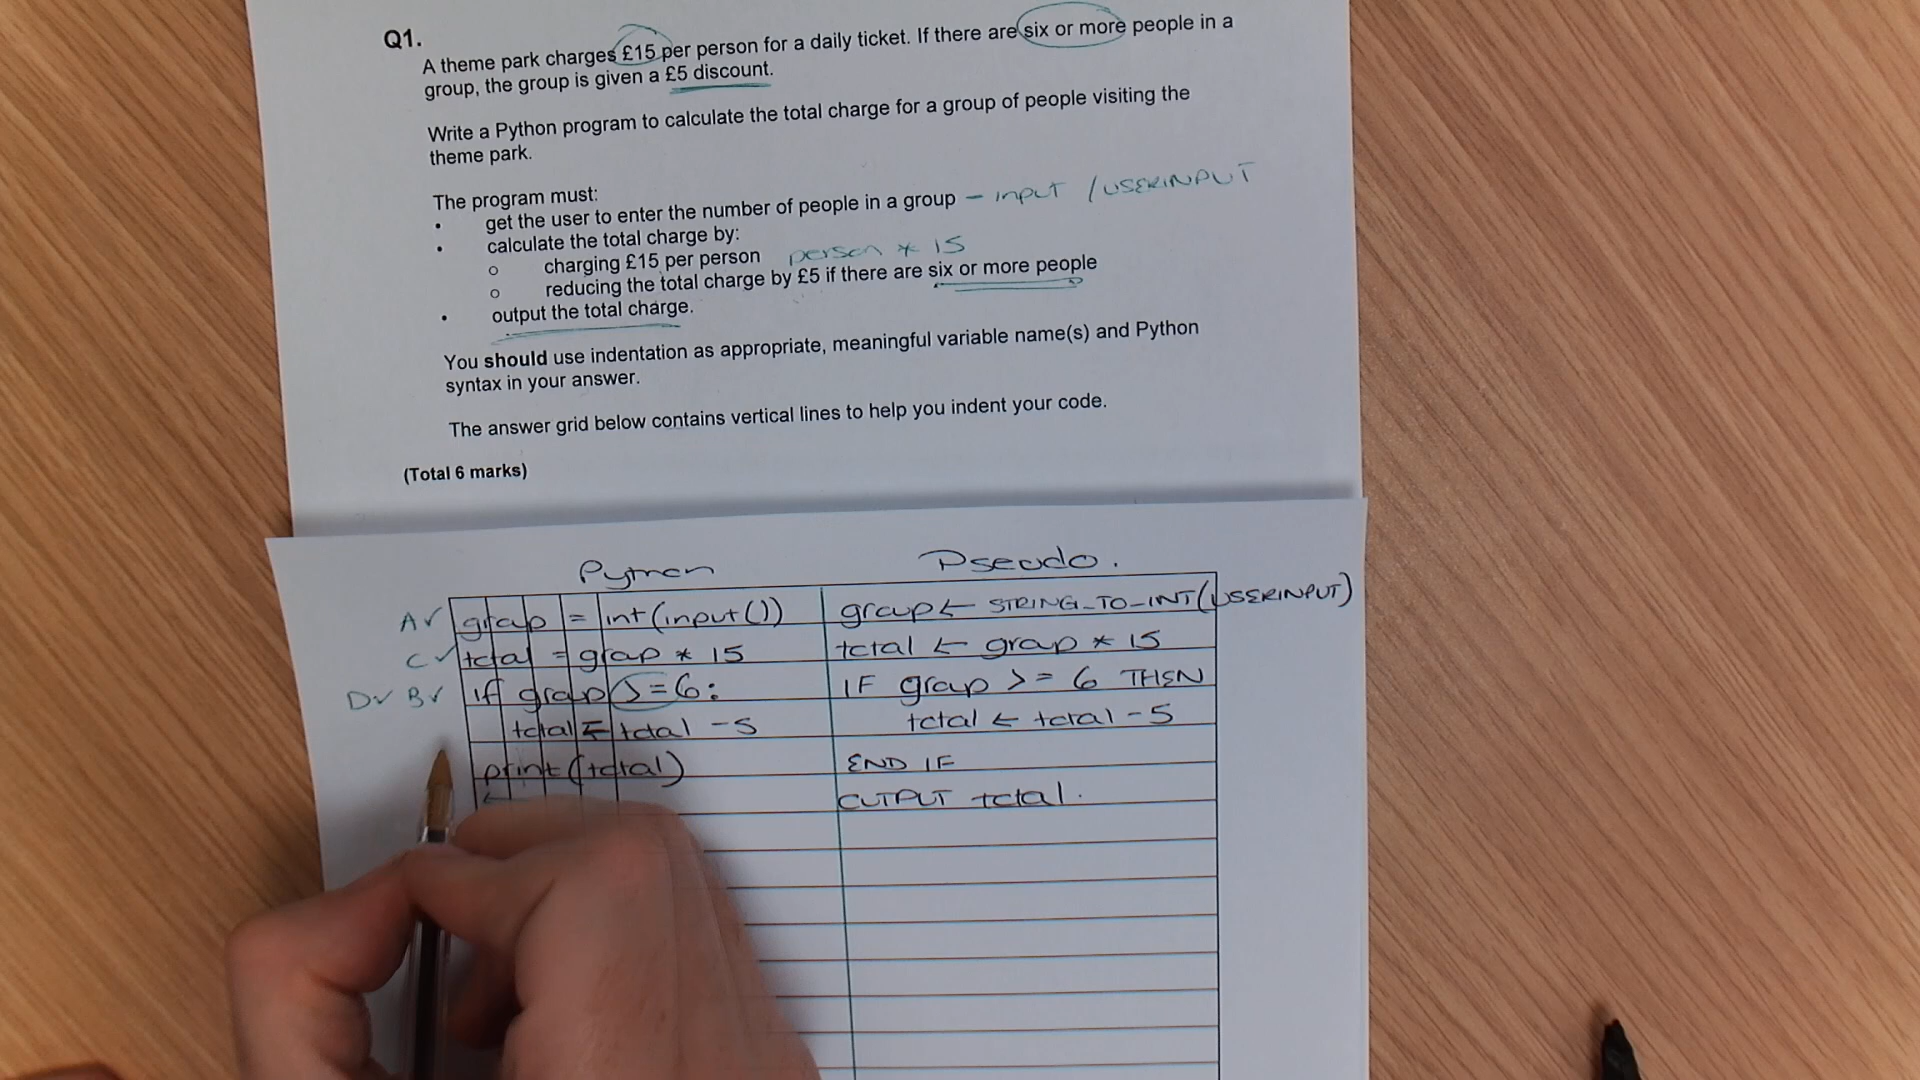 Q1.
A theme park charges £15 per person for a daily ticket. If there are six or more people in a
group, the group is given a £5 discount.
Write a Python program to calculate the total charge for a group of people visiting the
theme park.
The program must:
• get the user to enter the number of people in a group – input / USERINPUT
• calculate the total charge by:
o charging £15 per person person * 15
o reducing the total charge by £5 if there are six or more people
• output the total charge.
You should use indentation as appropriate, meaningful variable name(s) and Python
syntax in your answer.
The answer grid below contains vertical lines to help you indent your code.
(Total 6 marks)
Python Pseudo.
A✓ group = int(input()) group ← STRING_TO_INT(USERINPUT)
C✓ total = group * 15 total ← group * 15
D✓ B✓ if group >=6: IF group >= 6 THEN
total = total -5 total ← total -5
print(total) END IF
OUTPUT total.